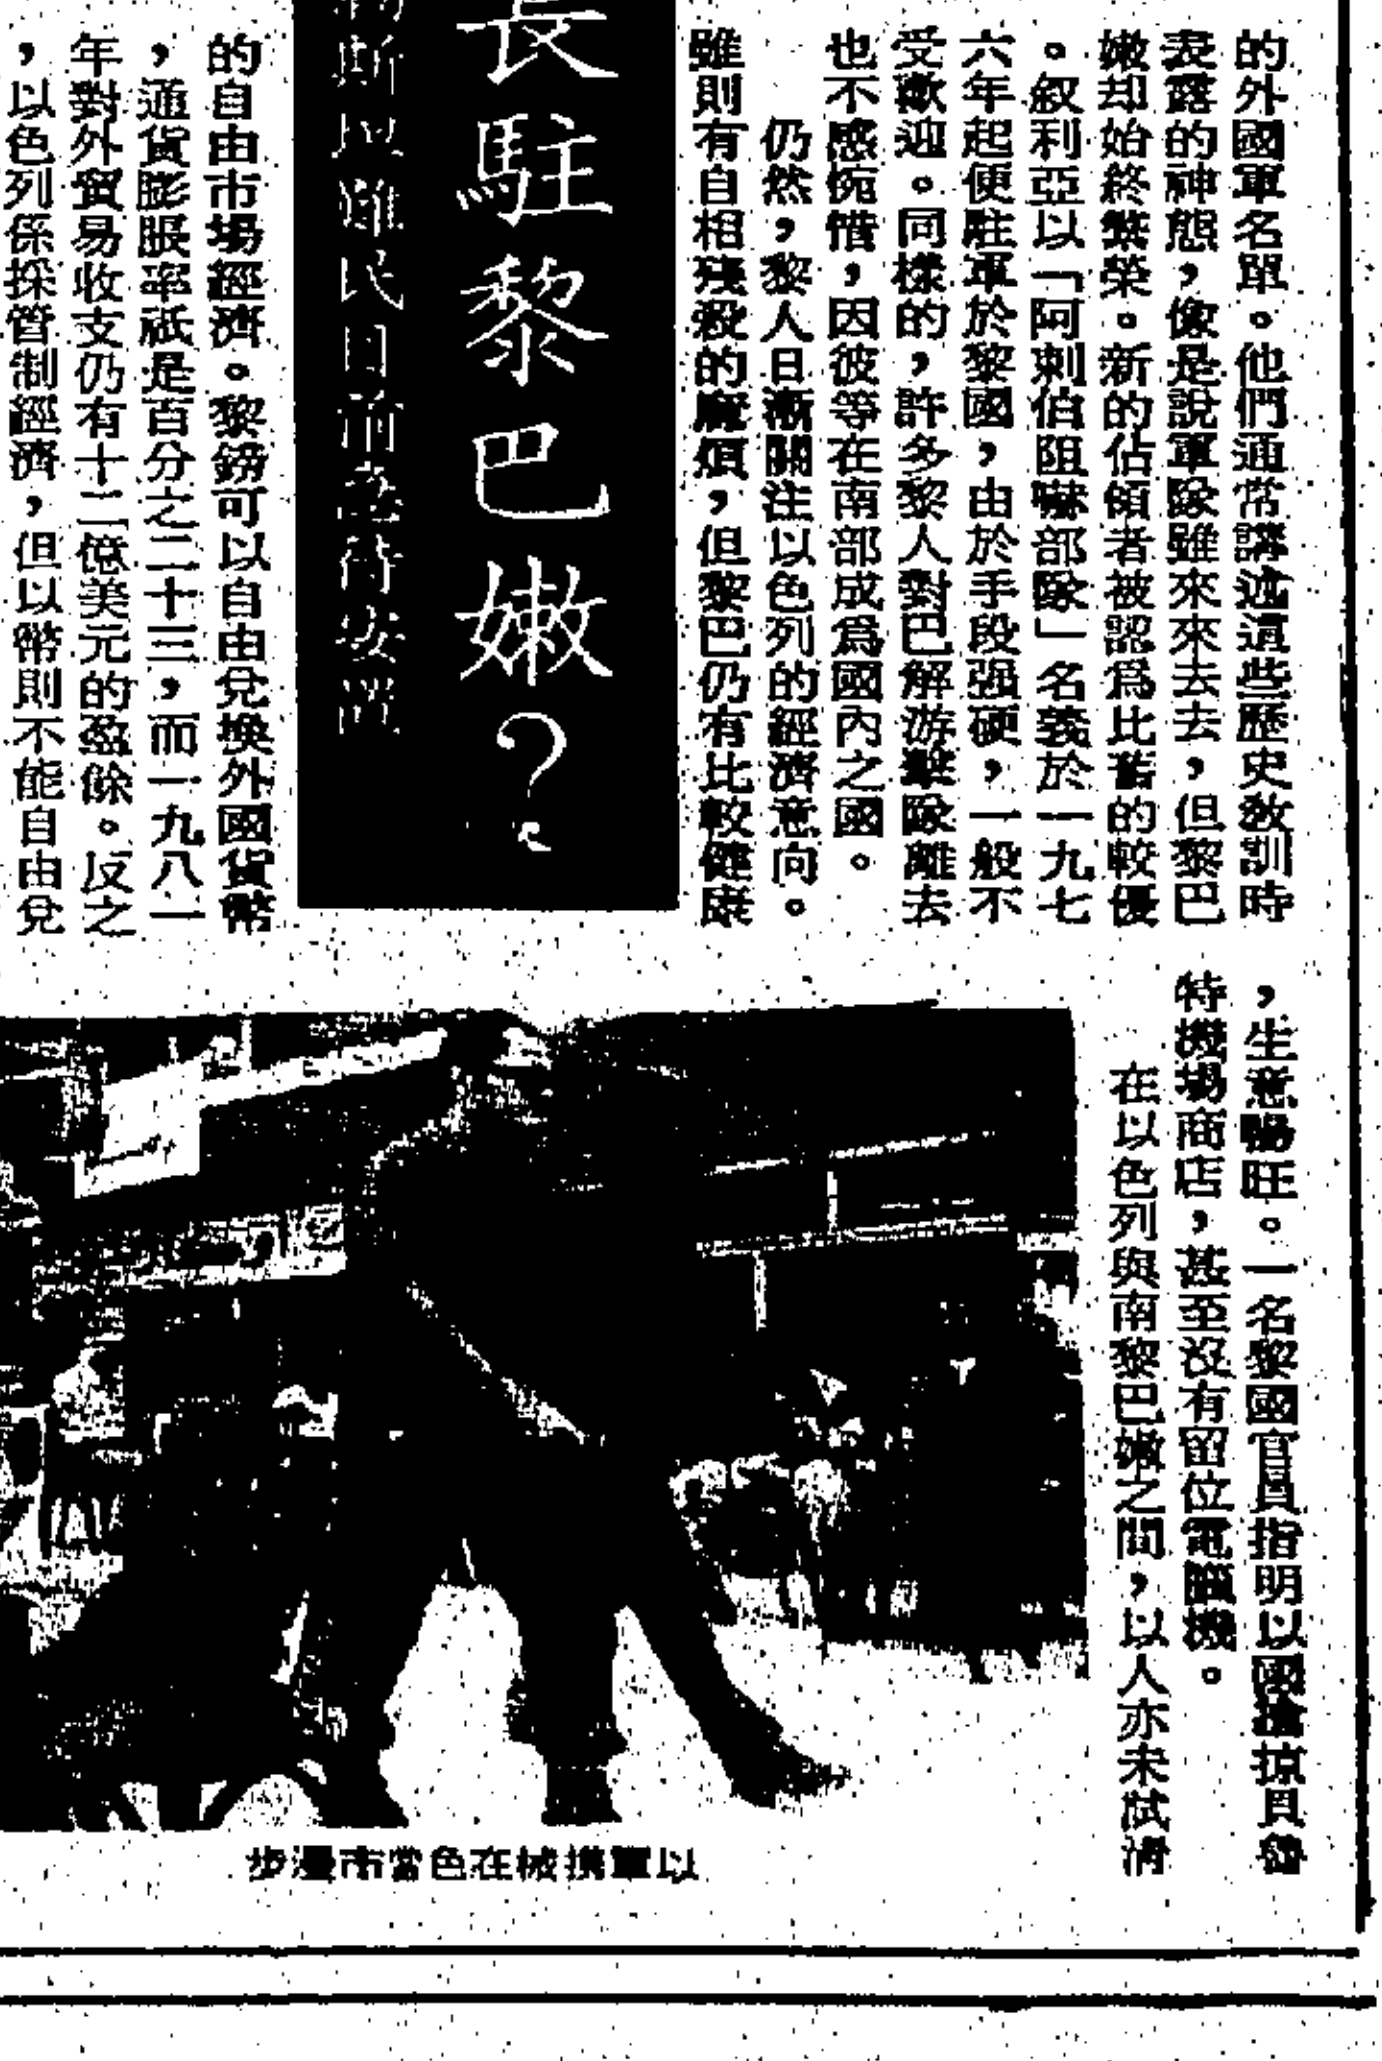 的外國軍名單。他們通常講述這些歷史教訓時
表露的神態，像是說軍隊雖來來去去，但黎巴
嫩却始終繁榮。新的佔領者被認爲比舊的較優
。叙利亞以「阿剌伯阻嚇部隊」名義於一九七
六年起便駐軍於黎國，由於手段强硬，一般不
受歡迎。同樣的，許多黎人對巴解游擊隊離去
也不感惋惜，因彼等在南部成爲國內之國。
仍然，黎人日漸關注以色列的經濟意向。
雖則有自相殘殺的麻煩，但黎巴仍有比較健康
長駐黎巴嫩？
斯坦難民目前急待安置
的自由市場經濟。黎鎊可以自由兌換外國貨幣
，通貨膨脹率祇是百分之二十三，而一九八一
年對外貿易收支仍有十二億美元的盈餘。反之
，以色列係採管制經濟，但以幣則不能自由兌
，生意暢旺。一名黎國官員指明以國搶掠貝魯
特機場商店，甚至沒有留位電腦機。
在以色列與南黎巴嫩之間，以人亦未試清
步漫市當色在械携軍以